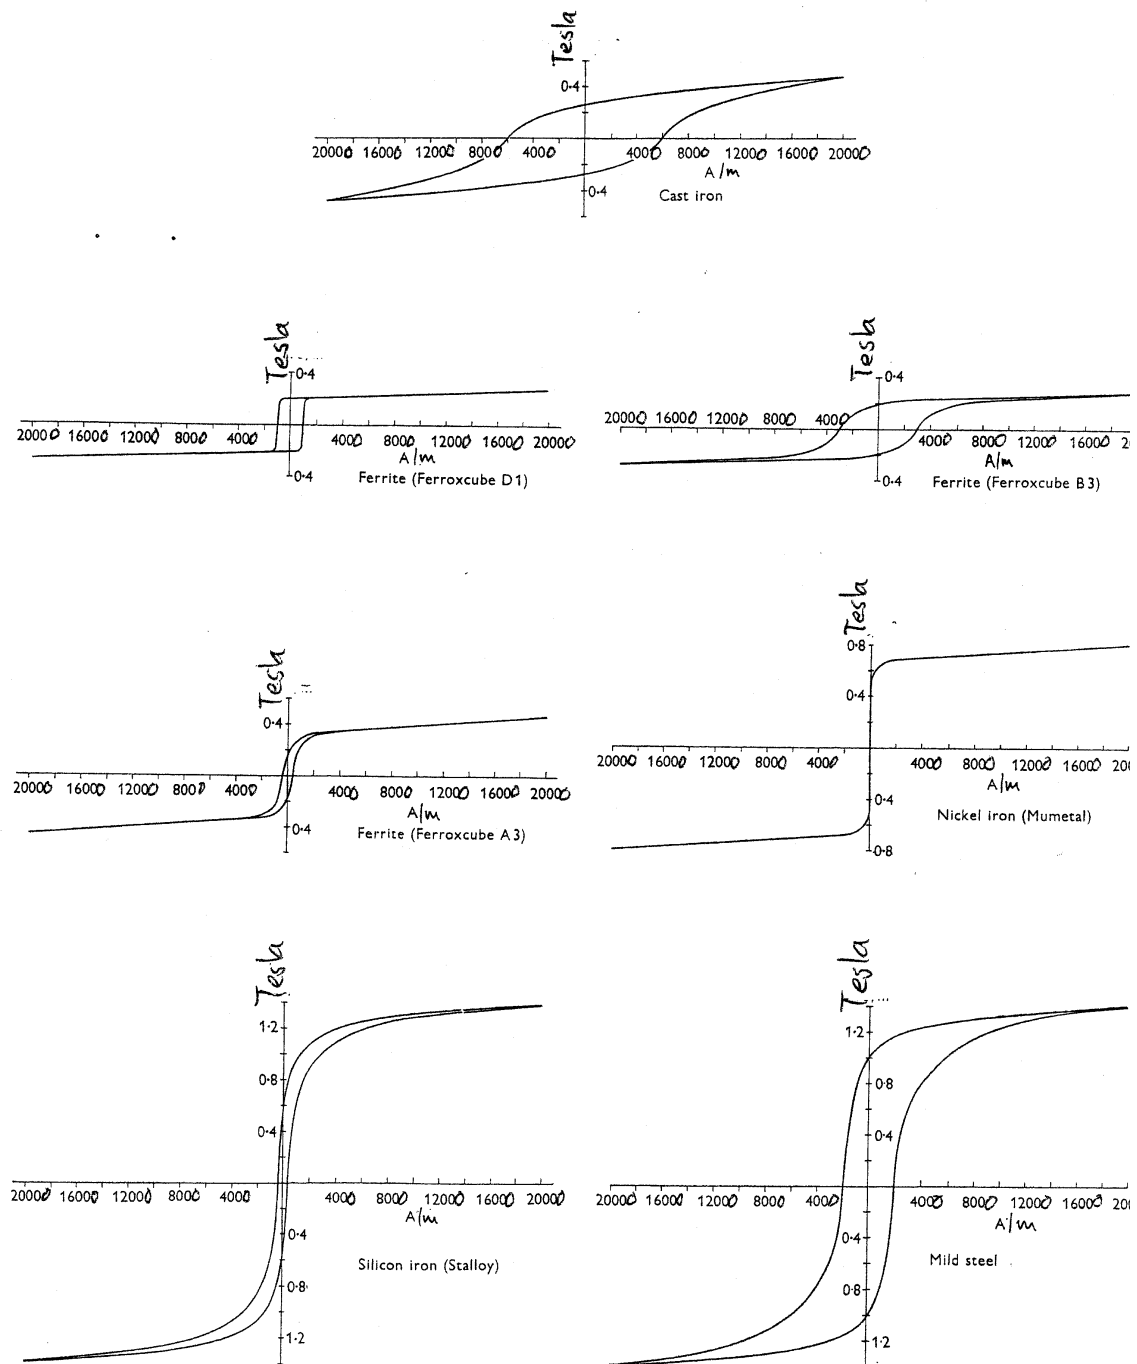 Tesla
0·4
20000 16000 12000 8000 4000 4000 8000 12000 16000 20000
A/m
0·4
Cast iron
Tesla
0·4
20000 16000 12000 8000 4000 4000 8000 12000 16000 20000
A/m
0·4
Ferrite (Ferroxcube D1)
Tesla
0·4
20000 16000 12000 8000 4000 4000 8000 12000 16000
A/m
0·4
Ferrite (Ferroxcube B3)
Tesla
0·4
20000 16000 12000 8000 4000 4000 8000 12000 16000 20000
A/m
0·4
Ferrite (Ferroxcube A3)
Tesla
0·8
0·4
20000 16000 12000 8000 4000 4000 8000 12000 16000
A/m
0·4
Nickel iron (Mumetal)
0·8
Tesla
1·2
0·8
0·4
20000 16000 12000 8000 4000 4000 8000 12000 16000 20000
A/m
0·4
Silicon iron (Stalloy)
0·8
1·2
Tesla
1·2
0·8
0·4
20000 16000 12000 8000 4000 4000 8000 12000 16000
A/m
0·4
Mild steel
0·8
1·2